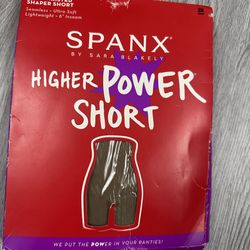 SHAPER SHORT
Seamless • Ultra Soft
Lightweight • 6" Inseam
SPANX®
BY SARA BLAKELY
HIGHER POWER
SHORT
WE PUT THE POWER IN YOUR PANTIES!